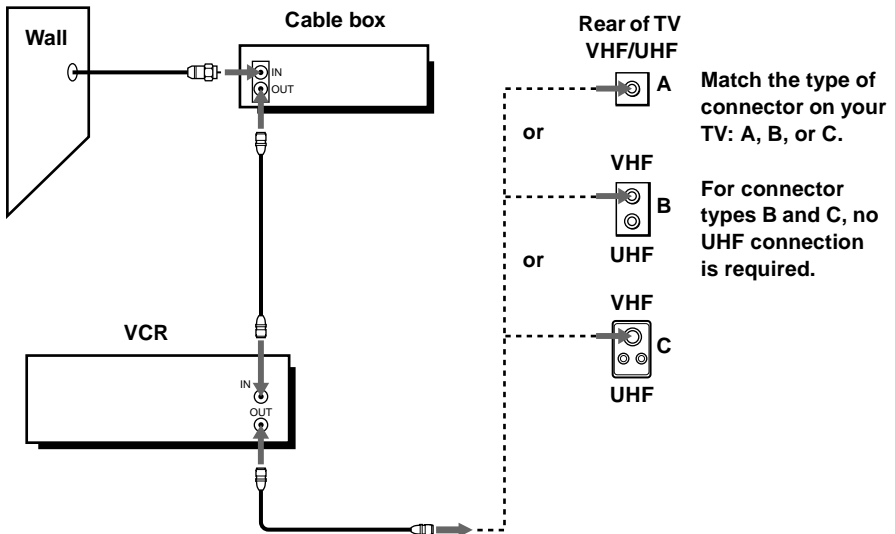 Wall
Cable box
IN
OUT
VCR
IN
OUT
Rear of TV
VHF/UHF
A
or
VHF
B
UHF
or
VHF
C
UHF
Match the type of
connector on your
TV: A, B, or C.
For connector
types B and C, no
UHF connection
is required.